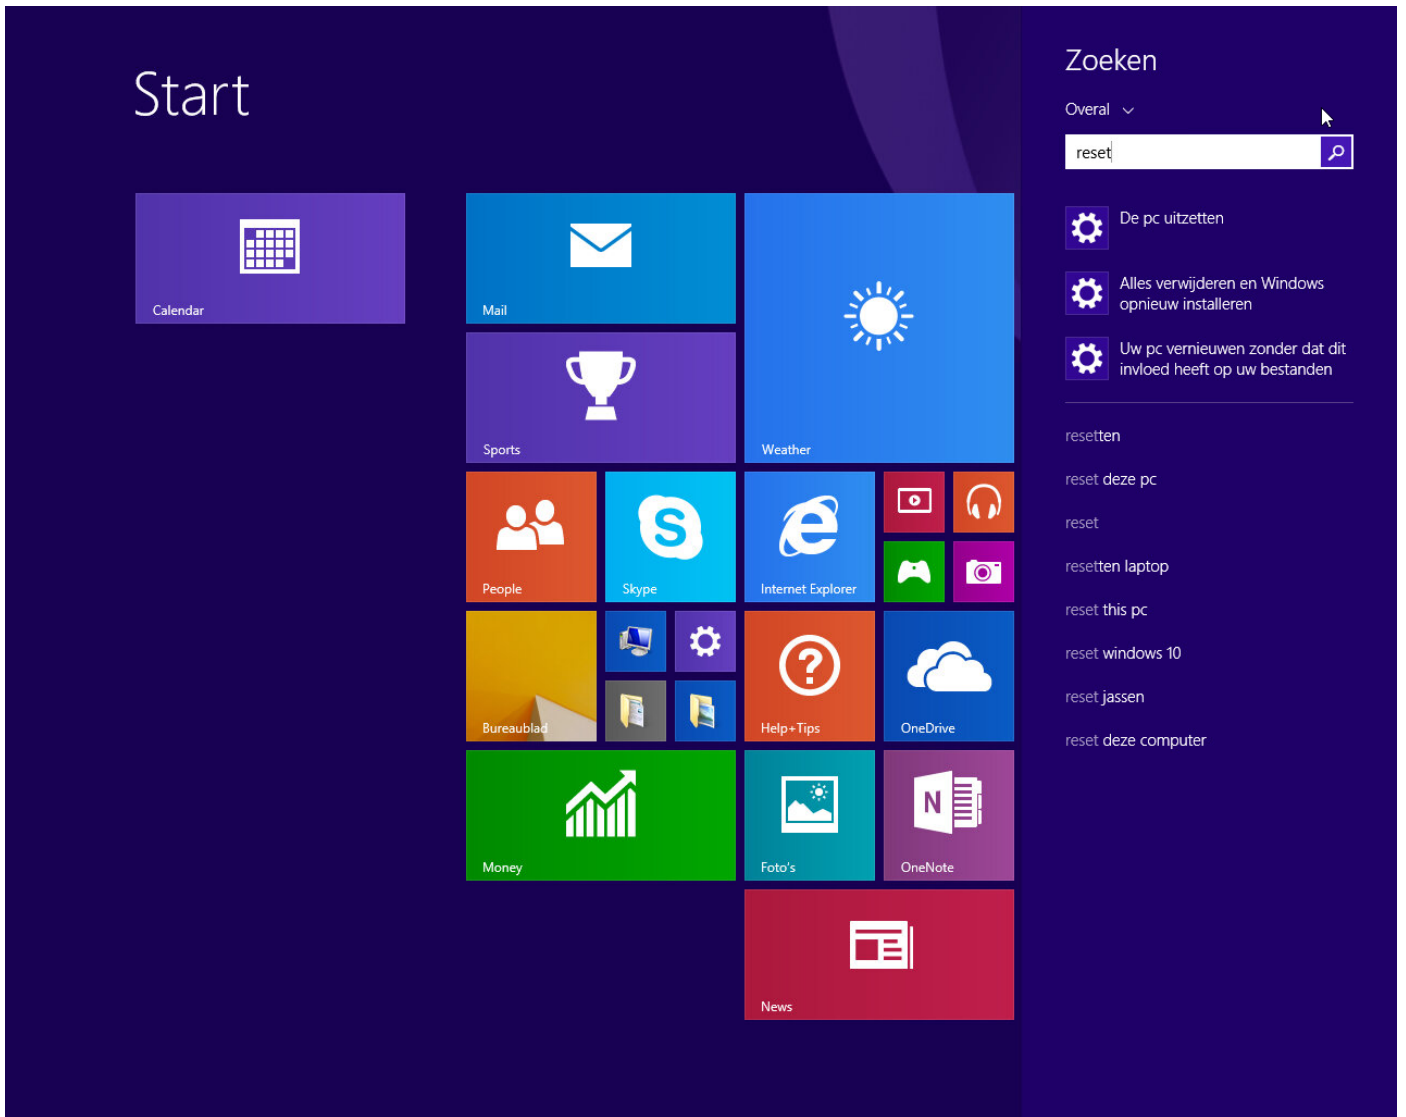 Start
Zoeken
Overal
reset
De pc uitzetten
Alles verwijderen en Windows
opnieuw installeren
Uw pc vernieuwen zonder dat dit
invloed heeft op uw bestanden
resetten
reset deze pc
reset
resetten laptop
reset this pc
reset windows 10
reset jassen
reset deze computer
Calendar
Mail
Sports
Weather
People
Skype
Internet Explorer
Bureaublad
Help+Tips
OneDrive
Money
Foto's
OneNote
News